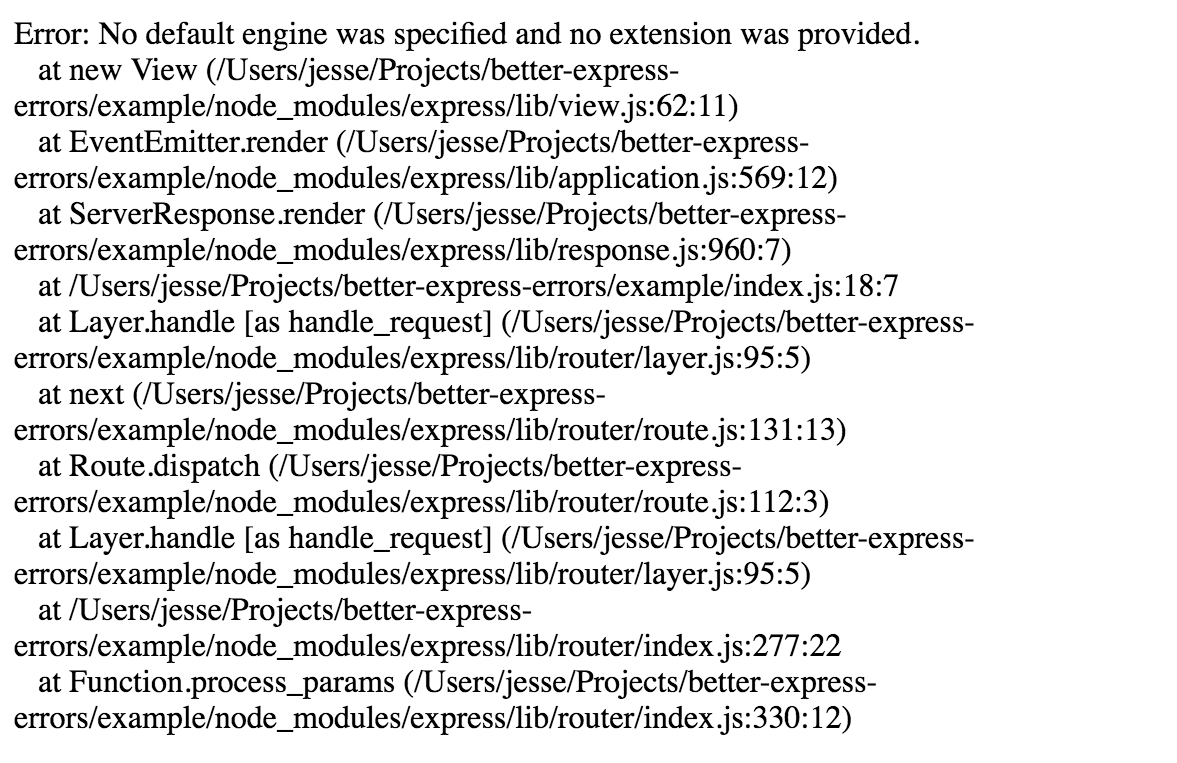 Error: No default engine was specified and no extension was provided.
at new View (/Users/jesse/Projects/better-express-
errors/example/node_modules/express/lib/view.js:62:11)
at EventEmitter.render (/Users/jesse/Projects/better-express-
errors/example/node_modules/express/lib/application.js:569:12)
at ServerResponse.render (/Users/jesse/Projects/better-express-
errors/example/node_modules/express/lib/response.js:960:7)
at /Users/jesse/Projects/better-express-errors/example/index.js:18:7
at Layer.handle [as handle_request] (/Users/jesse/Projects/better-express-
errors/example/node_modules/express/lib/router/layer.js:95:5)
at next (/Users/jesse/Projects/better-express-
errors/example/node_modules/express/lib/router/route.js:131:13)
at Route.dispatch (/Users/jesse/Projects/better-express-
errors/example/node_modules/express/lib/router/route.js:112:3)
at Layer.handle [as handle_request] (/Users/jesse/Projects/better-express-
errors/example/node_modules/express/lib/router/layer.js:95:5)
at /Users/jesse/Projects/better-express-
errors/example/node_modules/express/lib/router/index.js:277:22
at Function.process_params (/Users/jesse/Projects/better-express-
errors/example/node_modules/express/lib/router/index.js:330:12)